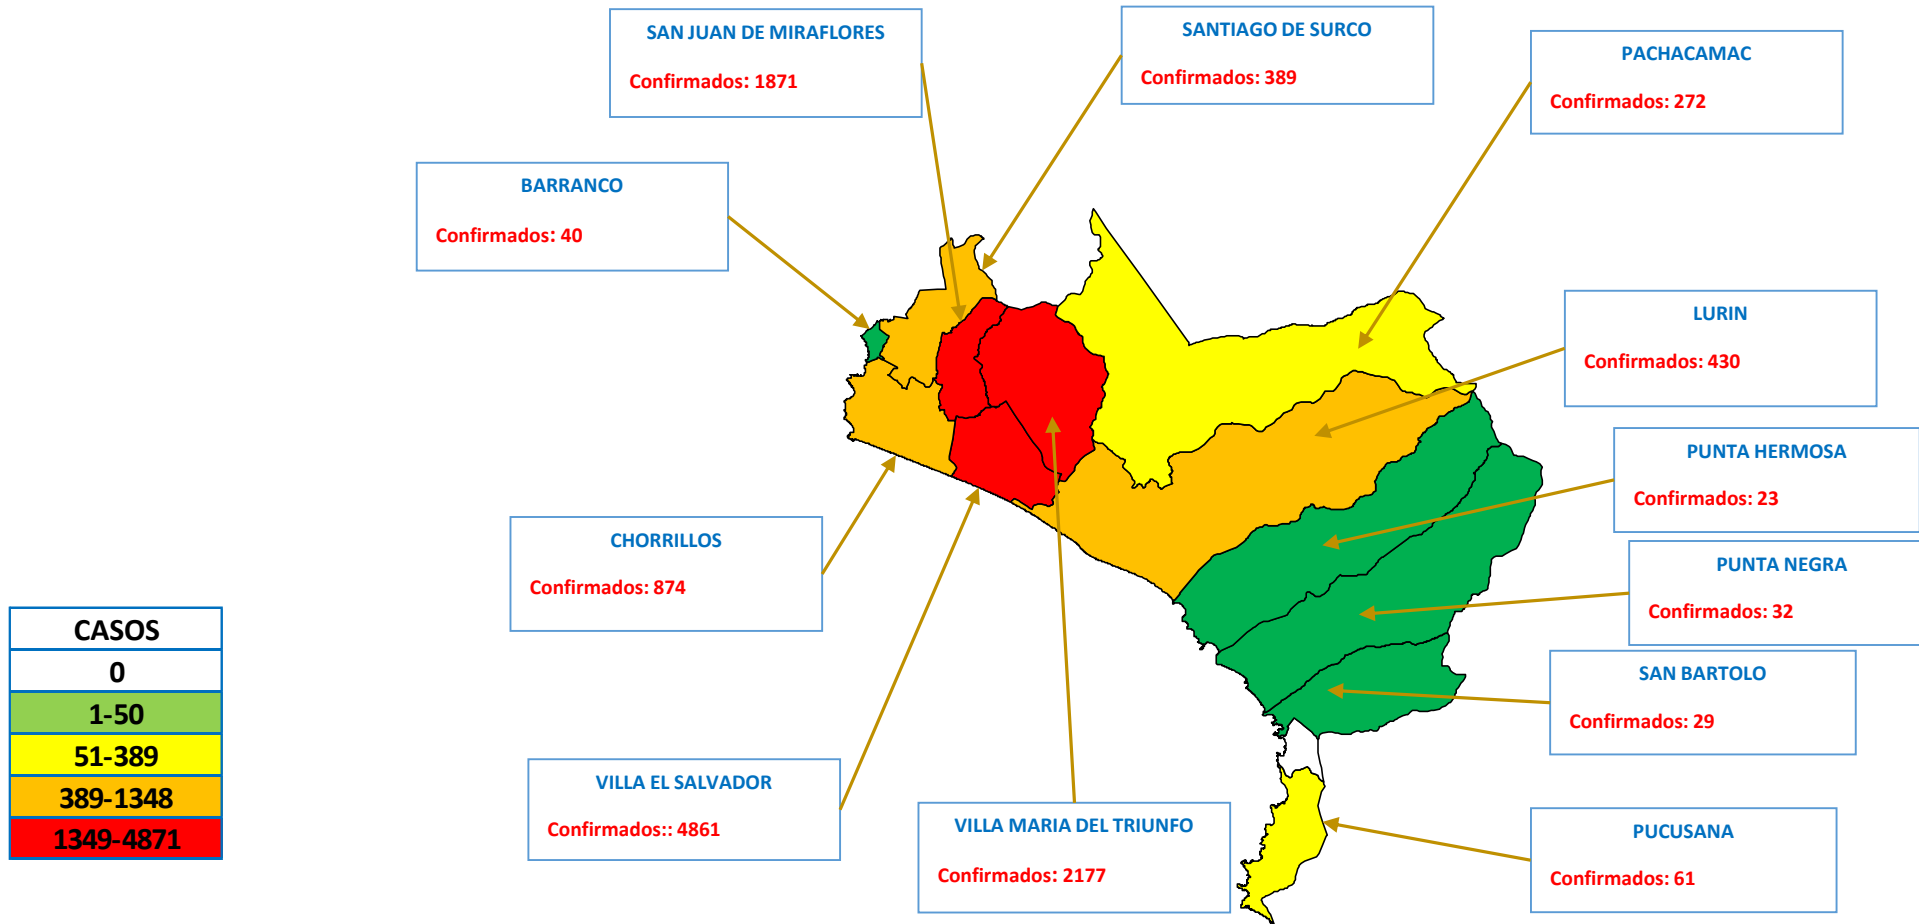 SAN JUAN DE MIRAFLORES
Confirmados: 1871
SANTIAGO DE SURCO
Confirmados: 389
PACHACAMAC
Confirmados: 272
BARRANCO
Confirmados: 40
LURIN
Confirmados: 430
PUNTA HERMOSA
Confirmados: 23
CHORRILLOS
Confirmados: 874
PUNTA NEGRA
Confirmados: 32
SAN BARTOLO
Confirmados: 29
VILLA EL SALVADOR
Confirmados:: 4861
VILLA MARIA DEL TRIUNFO
Confirmados: 2177
PUCUSANA
Confirmados: 61
CASOS
0
1-50
51-389
389-1348
1349-4871